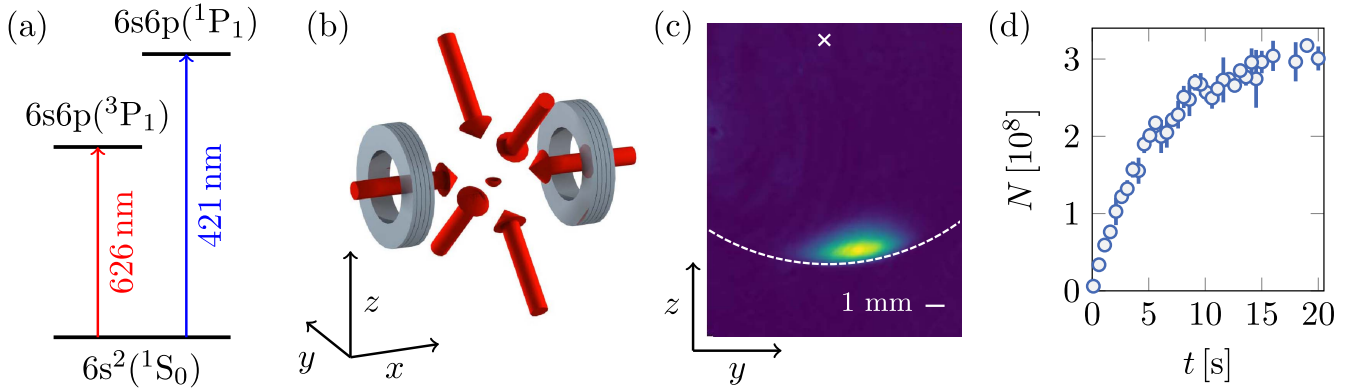 (a)
6s6p(¹P₁)
6s6p(³P₁)
626 nm
421 nm
6s²(¹S₀)
(b)
z
y
x
(c)
×
1 mm
z
y
(d)
N [10⁸]
3
2
1
0
0 5 10 15 20
t [s]